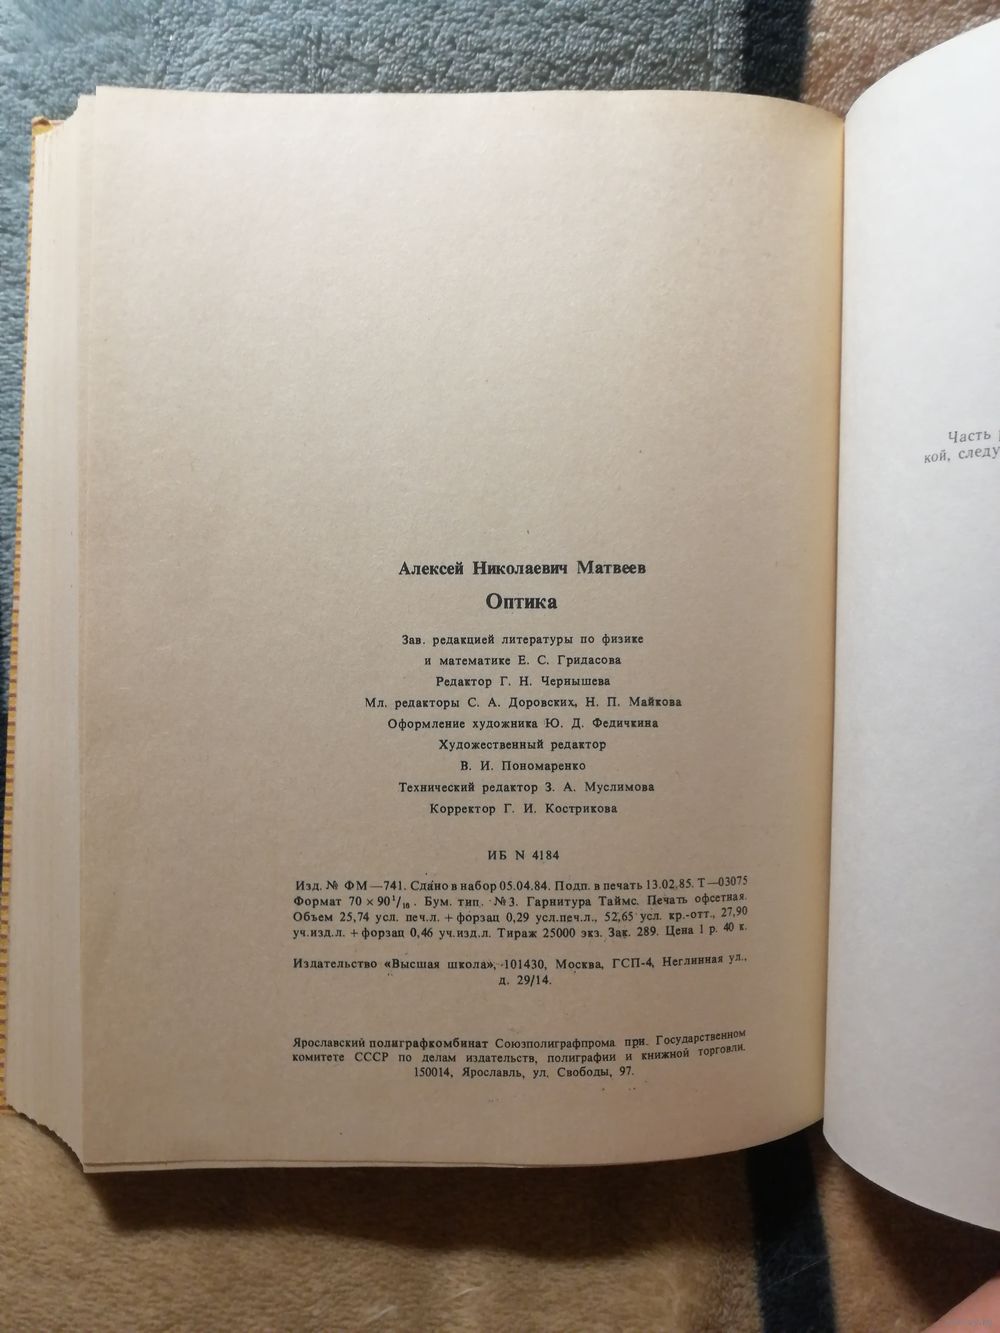 Алексей Николаевич Матвеев
Оптика
Зав. редакцией литературы по физике
и математике Е. С. Гридасова
Редактор Г. Н. Чернышева
Мл. редакторы С. А. Доровских, Н. П. Майкова
Оформление художника Ю. Д. Федичкина
Художественный редактор
В. И. Пономаренко
Технический редактор З. А. Муслимова
Корректор Г. И. Кострикова
ИБ N 4184
Изд. № ФМ—741. Сдано в набор 05.04.84. Подп. в печать 13.02.85. Т—03075
Формат 70 × 90 1/16. Бум. тип. №3. Гарнитура Таймс. Печать офсетная.
Объем 25,74 усл. печ.л. + форзац 0,29 усл.печ.л., 52,65 усл. кр.-отт., 27,90
уч.изд.л. + форзац 0,46 уч.изд.л. Тираж 25000 экз. Зак. 289. Цена 1 р. 40 к.
Издательство «Высшая школа», 101430, Москва, ГСП-4, Неглинная ул.,
д. 29/14.
Ярославский полиграфкомбинат Союзполиграфпрома при. Государственном
комитете СССР по делам издательств, полиграфии и книжной торговли.
150014, Ярославль, ул. Свободы, 97.
Часть
кой, следу